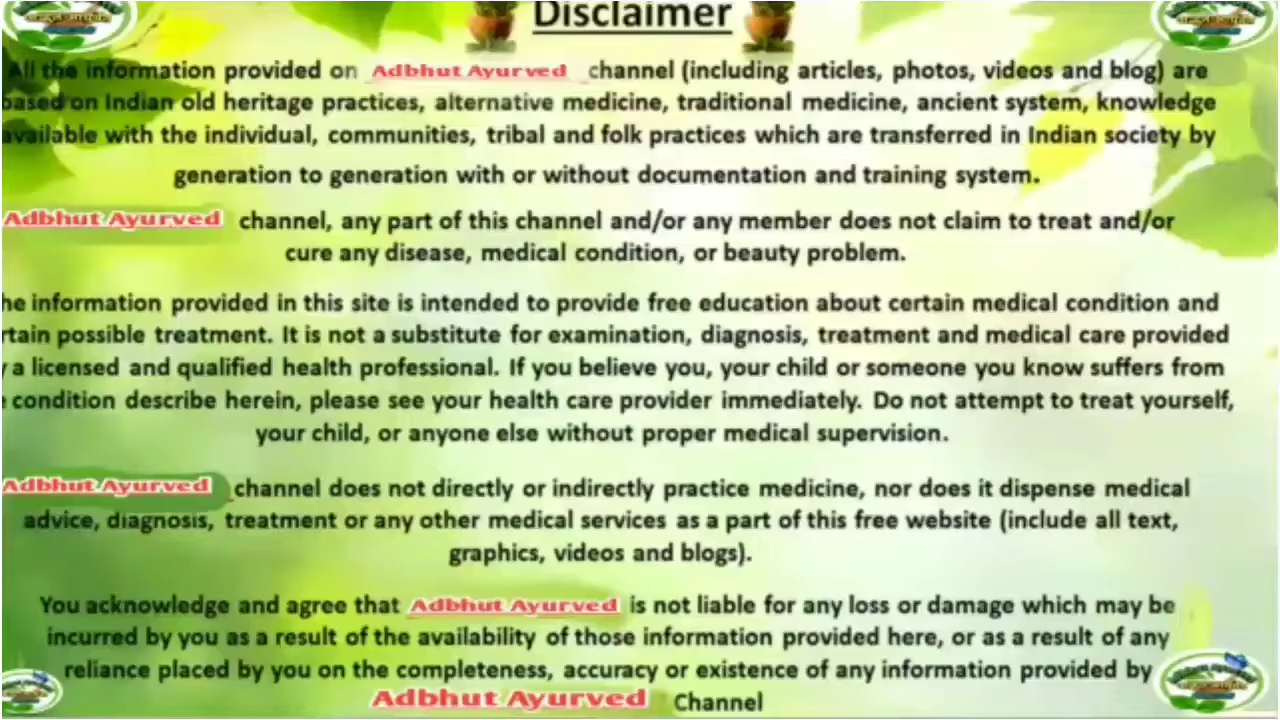 Disclaimer
All the information provided on Adbhut Ayurved channel (including articles, photos, videos and blog) are
based on Indian old heritage practices, alternative medicine, traditional medicine, ancient system, knowledge
available with the individual, communities, tribal and folk practices which are transferred in Indian society by
generation to generation with or without documentation and training system.
Adbhut Ayurved channel, any part of this channel and/or any member does not claim to treat and/or
cure any disease, medical condition, or beauty problem.
he information provided in this site is intended to provide free education about certain medical condition and
rtain possible treatment. It is not a substitute for examination, diagnosis, treatment and medical care provided
y a licensed and qualified health professional. If you believe you, your child or someone you know suffers from
e condition describe herein, please see your health care provider immediately. Do not attempt to treat yourself,
your child, or anyone else without proper medical supervision.
Adbhut Ayurved channel does not directly or indirectly practice medicine, nor does it dispense medical
advice, diagnosis, treatment or any other medical services as a part of this free website (include all text,
graphics, videos and blogs).
You acknowledge and agree that Adbhut Ayurved is not liable for any loss or damage which may be
incurred by you as a result of the availability of those information provided here, or as a result of any
reliance placed by you on the completeness, accuracy or existence of any information provided by
Adbhut Ayurved Channel